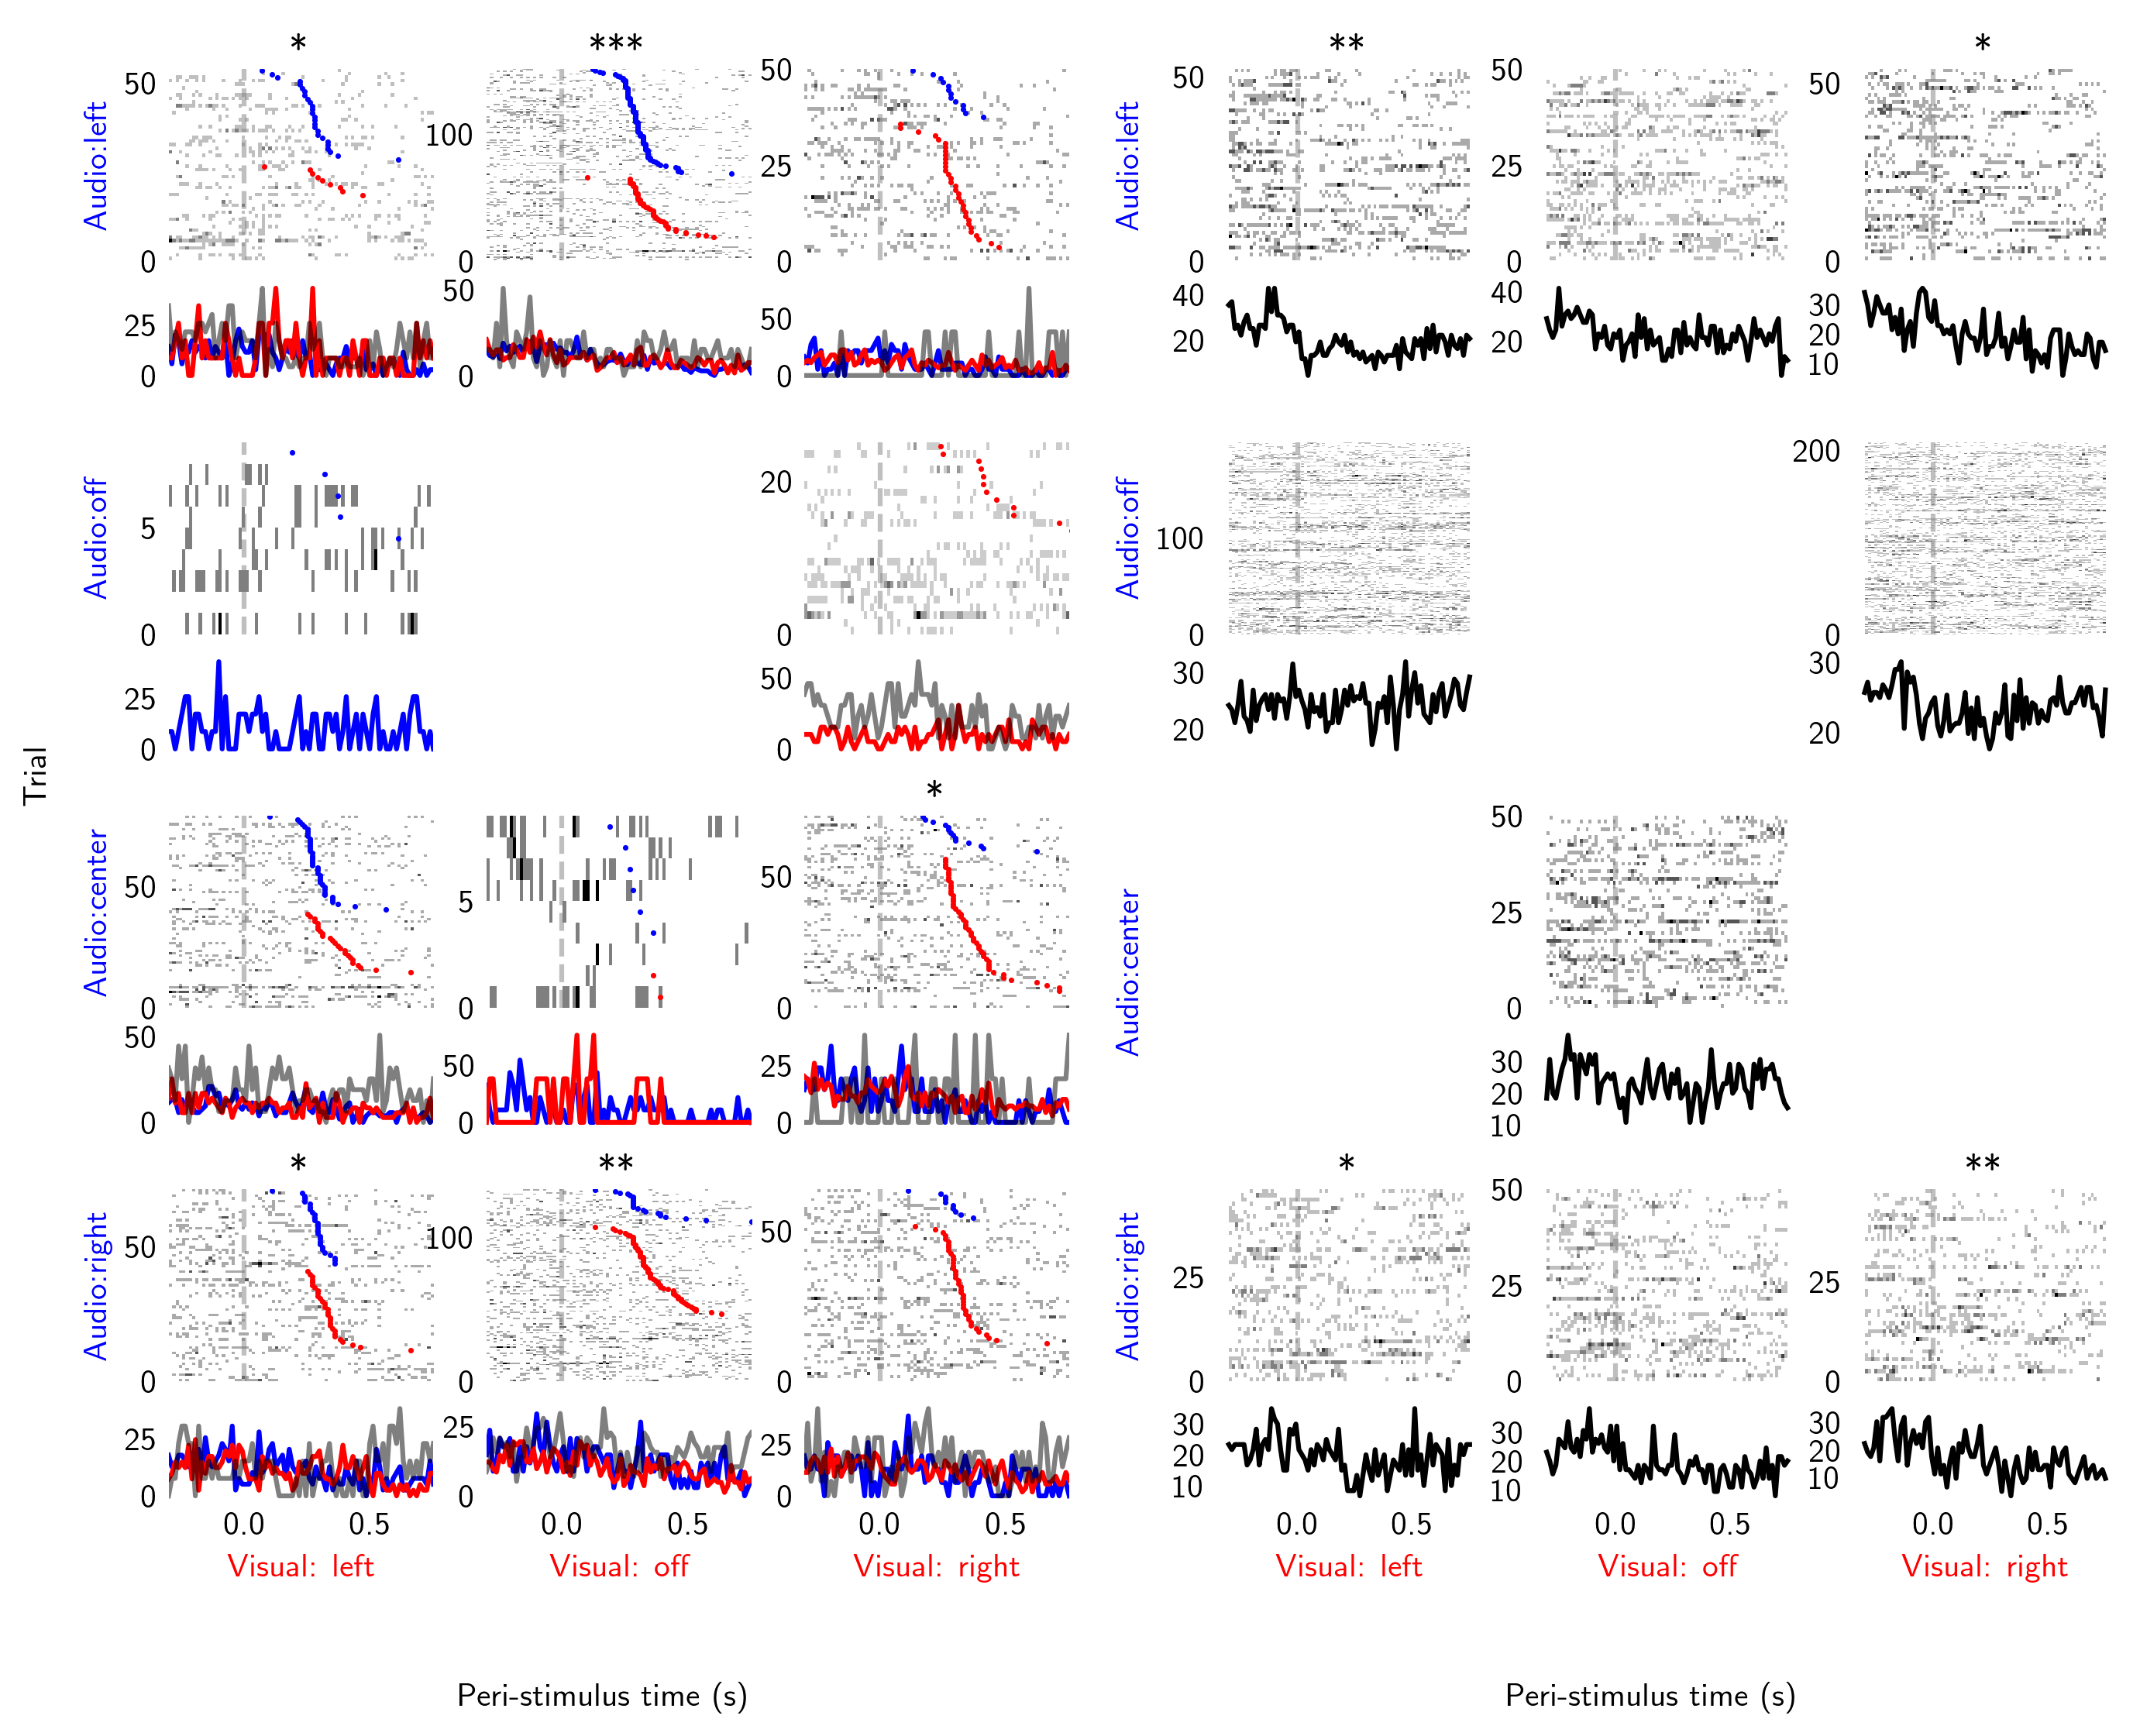 * *** ** *
Audio:left 50 0 100 0 50 25 0 Audio:left 50 0 50 25 0 50 0
25 0 50 0 50 0 40 20 40 20 30 20 10
Audio:off 5 0 20 0 Audio:off 100 0 200 0
25 0 50 0 30 20 30 20
Trial
*
Audio:center 50 0 5 0 50 0 Audio:center 50 25 0
50 0 50 0 25 0 30 20 10
* ** * **
Audio:right 50 0 100 0 50 0 Audio:right 25 0 50 25 0 25 0
25 0 25 0 25 0 30 20 10 30 20 10 30 20 10
0.0 0.5 0.0 0.5 0.0 0.5 0.0 0.5 0.0 0.5 0.0 0.5
Visual: left Visual: off Visual: right Visual: left Visual: off Visual: right
Peri-stimulus time (s) Peri-stimulus time (s)